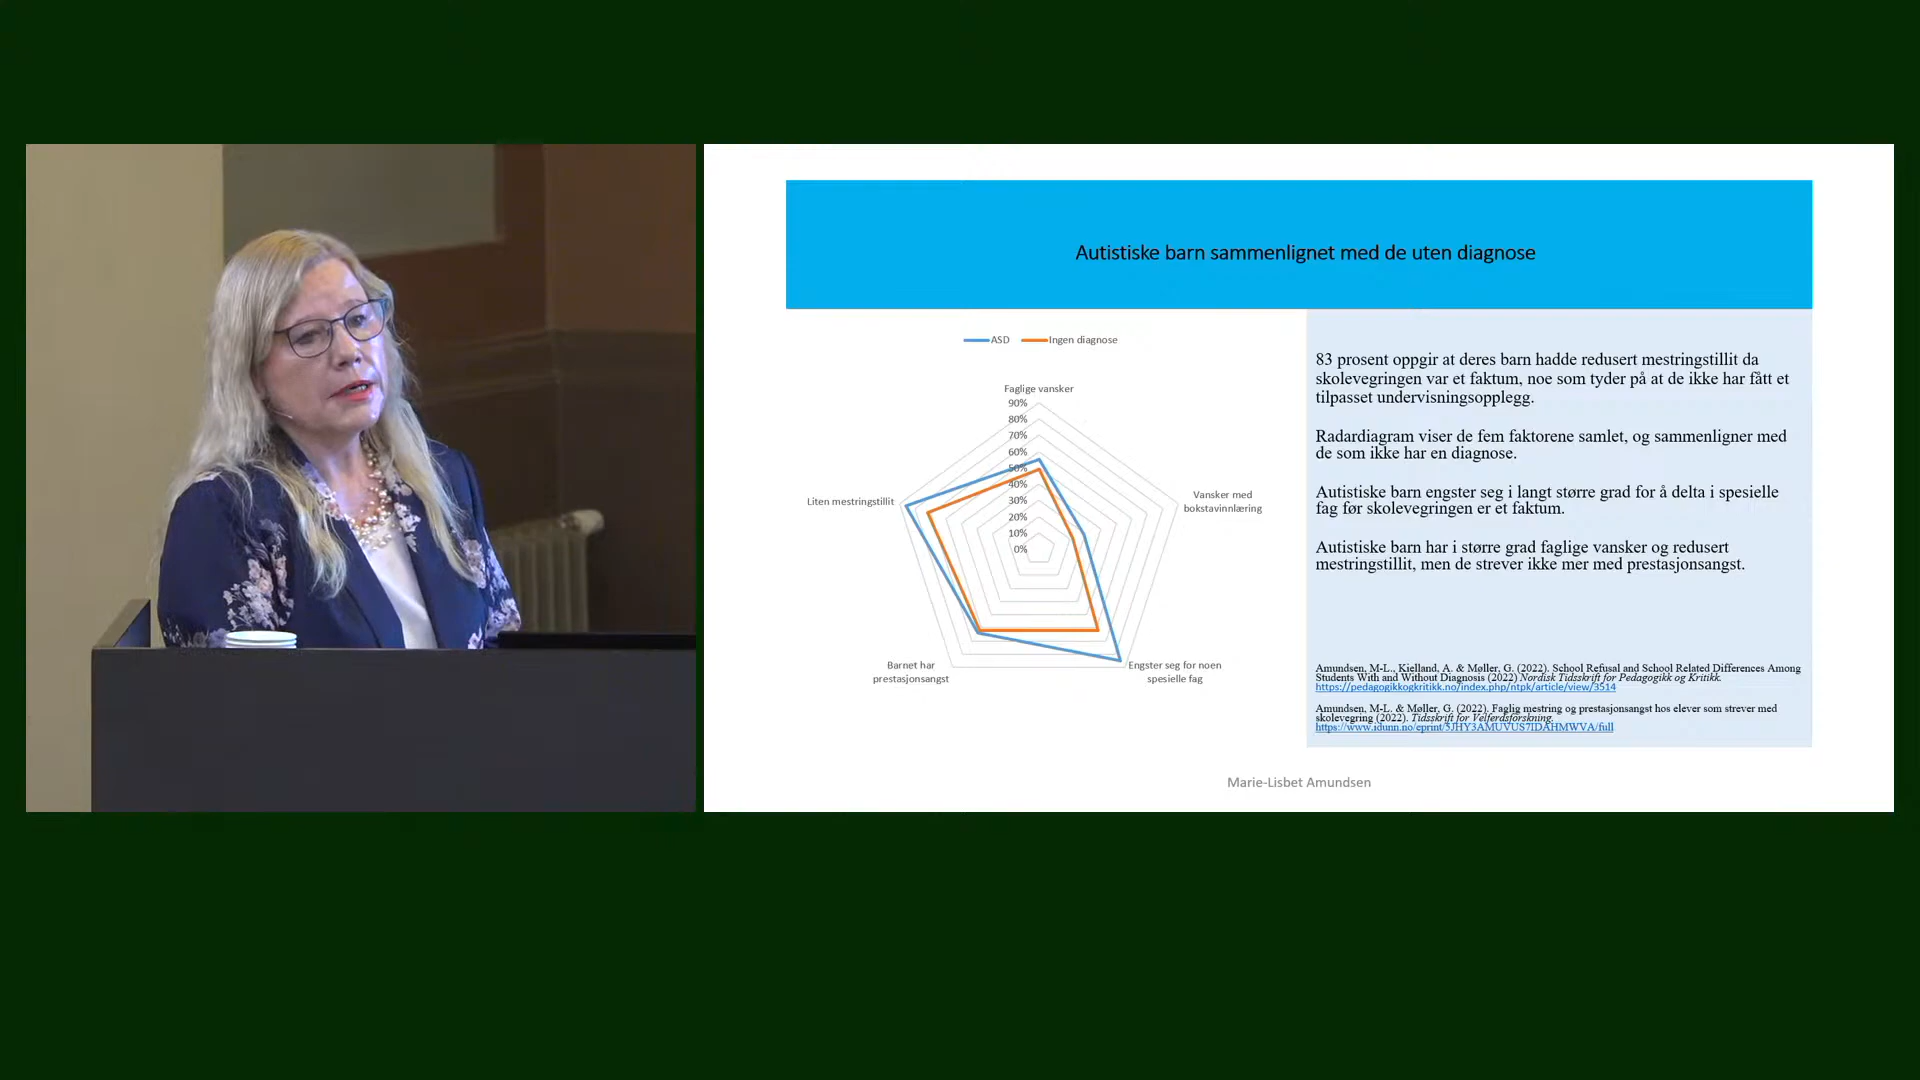 Autistiske barn sammenlignet med de uten diagnose
ASD
Ingen diagnose
Faglige vansker
90%
80%
70%
60%
50%
40%
30%
20%
10%
0%
Vansker med
bokstavinnlæring
Engster seg for noen
spesielle fag
Barnet har
prestasjonsangst
Liten mestringstillit
83 prosent oppgir at deres barn hadde redusert mestringstillit da
skolevegringen var et faktum, noe som tyder på at de ikke har fått et
tilpasset undervisningsopplegg.
Radardiagram viser de fem faktorene samlet, og sammenligner med
de som ikke har en diagnose.
Autistiske barn engster seg i langt større grad for å delta i spesielle
fag før skolevegringen er et faktum.
Autistiske barn har i større grad faglige vansker og redusert
mestringstillit, men de strever ikke mer med prestasjonsangst.
Amundsen, M-L., Kielland, A. & Møller, G. (2022). School Refusal and School Related Differences Among
Students With and Without Diagnosis (2022) Nordisk Tidsskrift for Pedagogikk og Kritikk.
https://pedagogikkogkritikk.no/index.php/ntpk/article/view/3514
Amundsen, M-L. & Møller, G. (2022). Faglig mestring og prestasjonsangst hos elever som strever med
skolevegring (2022). Tidsskrift for Velferdsforskning.
https://www.idunn.no/eprint/5JHY3AMUVUS7IDAHMWVA/full
Marie-Lisbet Amundsen